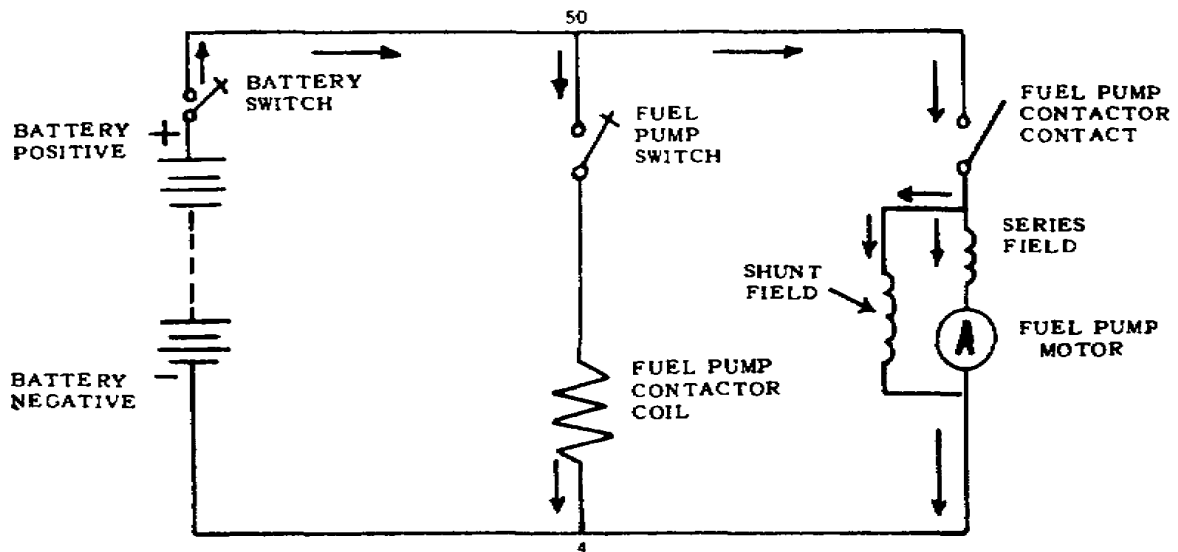 50
BATTERY
SWITCH
BATTERY
POSITIVE
+
FUEL
PUMP
SWITCH
FUEL PUMP
CONTACTOR
CONTACT
SERIES
FIELD
SHUNT
FIELD
A
FUEL PUMP
MOTOR
BATTERY
NEGATIVE
-
FUEL PUMP
CONTACTOR
COIL
4